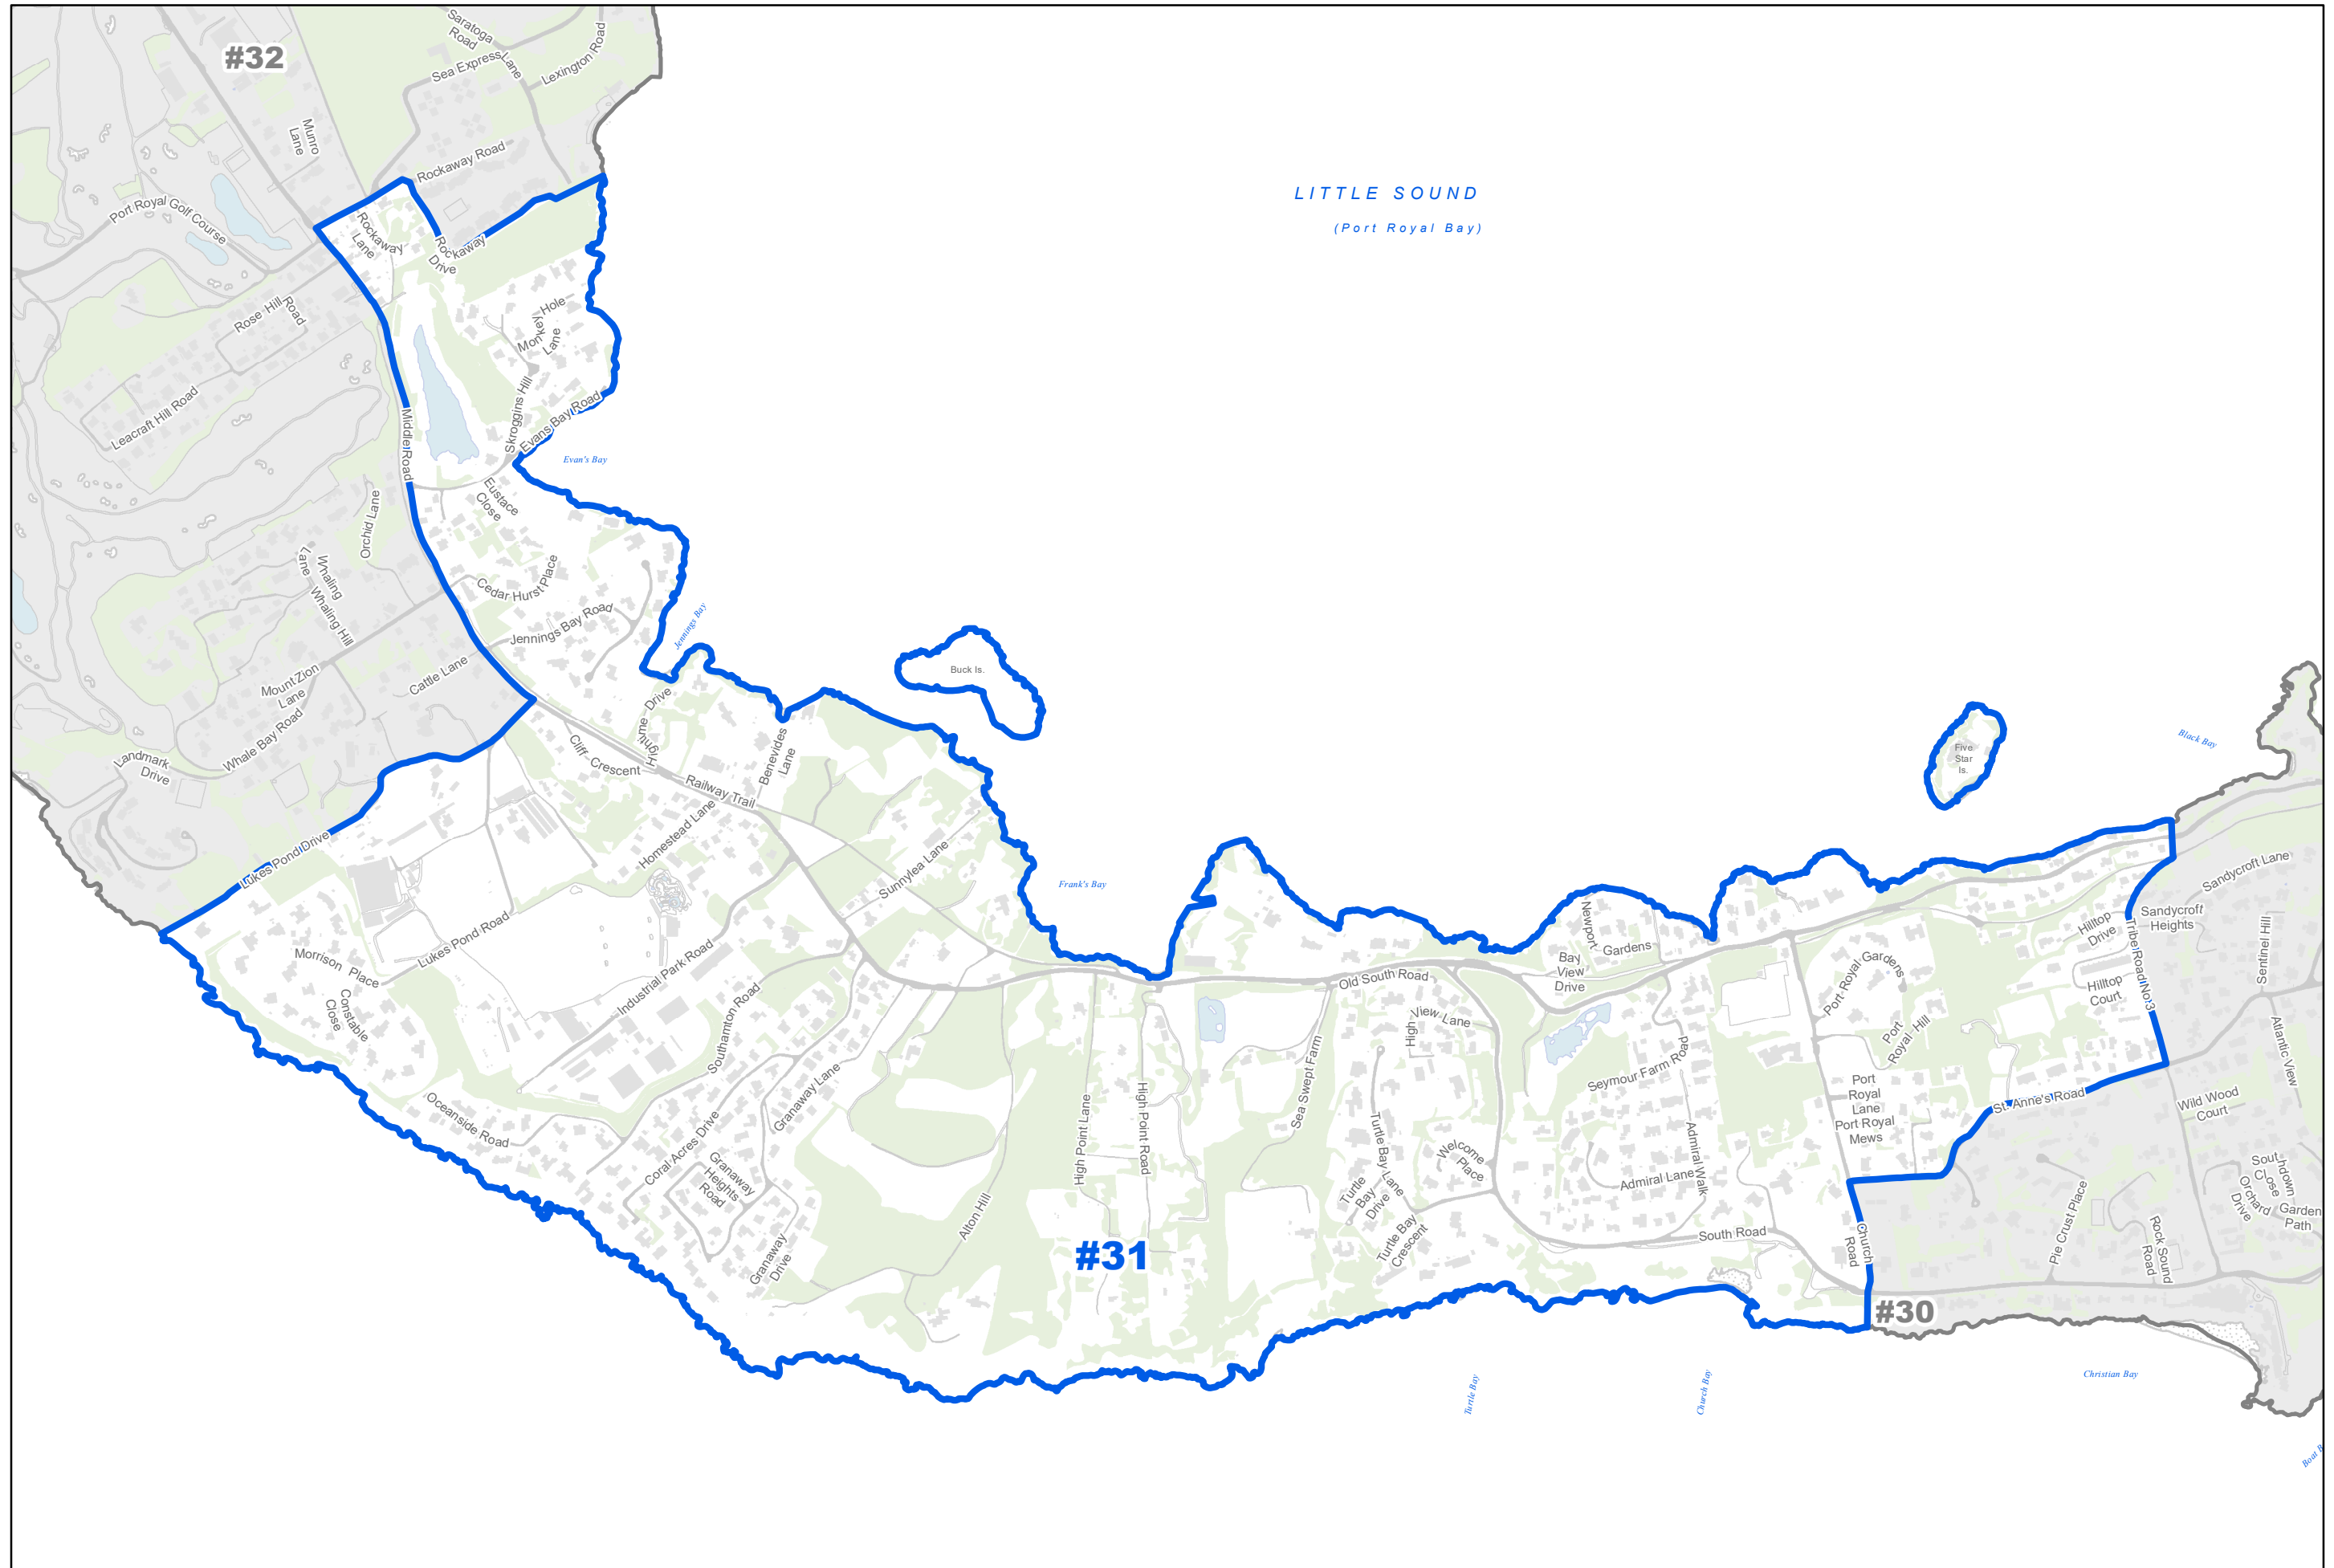 #32
Saratoga
Road
Sea Express
Lane
Lexington Road
Munro
Lane
Rockaway Road
Port Royal Golf Course
Rockaway
Lane
Rockaway
Drive
LITTLE SOUND
(Port Royal Bay)
Rose Hill
Road
Monkey
Hole
Lane
Leacraft Hill Road
Middle Road
Skroggins Hill
Evans Bay Road
Evan's Bay
Eustace
Close
Orchid Lane
Whaling
Lane
Whaling Hill
Cedar Hurst Place
Jennings Bay Road
Jennings Bay
Mount Zion
Lane
Cattle Lane
Whale Bay Road
Landmark
Drive
Hightime Drive
Cliff Crescent
Benevides
Lane
Railway Trail
Homestead Lane
Buck Is.
Five
Star
Is.
Black Bay
Lukes Pond Drive
Sunnylea Lane
Frank's Bay
Lukes Pond Road
Morrison Place
Constable
Close
Industrial Park Road
Southamton Road
Oceanside Road
Coral Acres Drive
Granaway Lane
Granaway
Heights
Road
Granaway
Drive
Alton Hill
High Point Lane
High Point Road
Sea Swept Farm
Old South Road
High
View Lane
Turtle Bay Lane
Turtle
Bay
Drive
Turtle Bay
Crescent
Welcome
Place
Newport
Gardens
Bay
View
Drive
Seymour Farm Road
Admiral Walk
Admiral Lane
South Road
Port Royal Gardens
Port
Royal Hill
Port
Royal
Lane
Port Royal
Mews
Hilltop
Drive
Hilltop
Court
Tribe Road No.3
Sandycroft Lane
Sandycroft
Heights
Sentinel Hill
Atlantic View
St. Anne's Road
Wild Wood
Court
Church
Road
Pie Crust Place
Rock Sound
Road
Southdown
Close
Orchard
Drive
Garden
Path
#31
#30
Turtle Bay
Church Bay
Christian Bay
Boat B